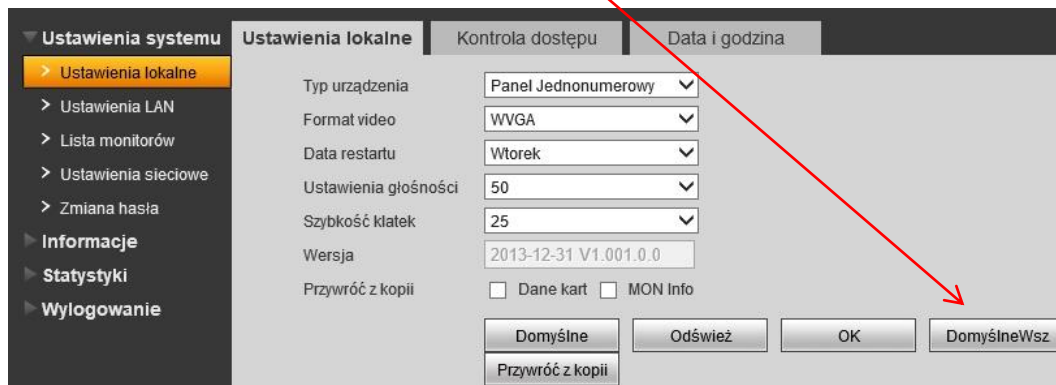 Ustawienia systemu
Ustawienia lokalne
Ustawienia LAN
Lista monitorów
Ustawienia sieciowe
Zmiana hasła
Informacje
Statystyki
Wylogowanie
Ustawienia lokalne Kontrola dostępu Data i godzina
Typ urządzenia Panel Jednonumerowy
Format video WVGA
Data restartu Wtorek
Ustawienia głośności 50
Szybkość klatek 25
Wersja 2013-12-31 V1.001.0.0
Przywróć z kopii Dane kart MON Info
Domyślne Odśwież OK DomyślneWsz
Przywróć z kopii